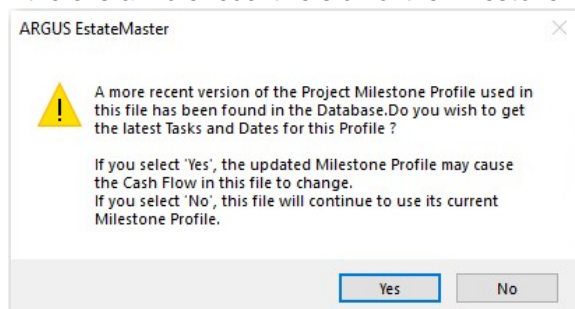 ARGUS EstateMaster
A more recent version of the Project Milestone Profile used in
this file has been found in the Database.Do you wish to get
the latest Tasks and Dates for this Profile ?
If you select 'Yes', the updated Milestone Profile may cause
the Cash Flow in this file to change.
If you select 'No', this file will continue to use its current
Milestone Profile.
Yes No